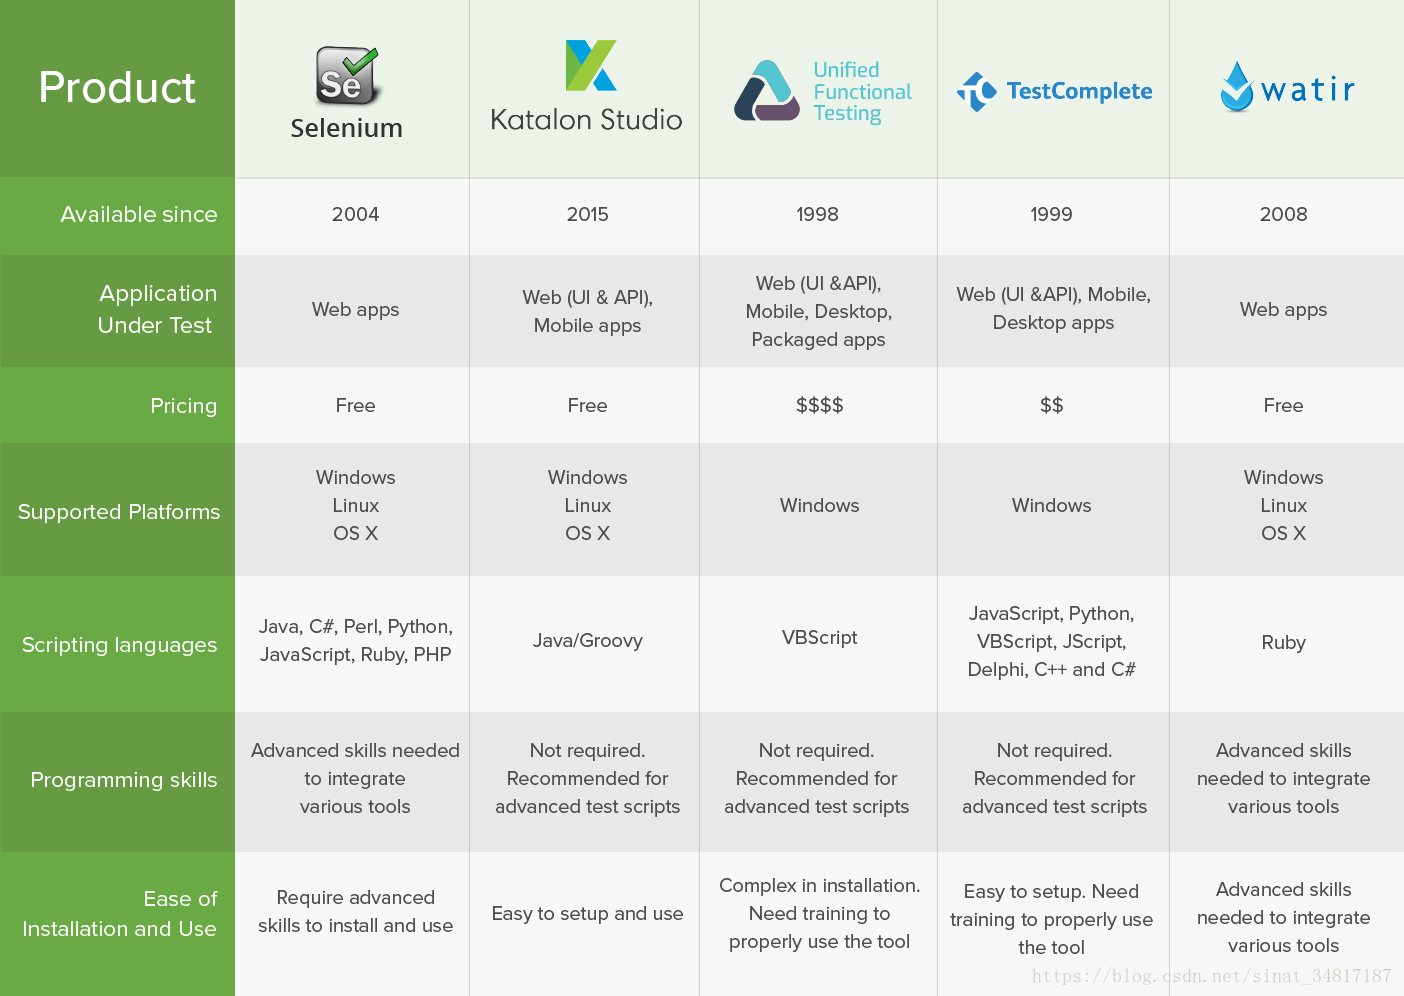 Product
Se
Selenium
Katalon Studio
Unified
Functional
Testing
TestComplete
watir
Available since
2004
2015
1998
1999
2008
Application
Under Test
Web apps
Web (UI & API),
Mobile apps
Web (UI &API),
Mobile, Desktop,
Packaged apps
Web (UI &API), Mobile,
Desktop apps
Web apps
Pricing
Free
Free
$$$$
$$
Free
Supported Platforms
Windows
Linux
OS X
Windows
Linux
OS X
Windows
Windows
Windows
Linux
OS X
Scripting languages
Java, C#, Perl, Python,
JavaScript, Ruby, PHP
Java/Groovy
VBScript
JavaScript, Python,
VBScript, JScript,
Delphi, C++ and C#
Ruby
Programming skills
Advanced skills needed
to integrate
various tools
Not required.
Recommended for
advanced test scripts
Not required.
Recommended for
advanced test scripts
Not required.
Recommended for
advanced test scripts
Advanced skills
needed to integrate
various tools
Ease of
Installation and Use
Require advanced
skills to install and use
Easy to setup and use
Complex in installation.
Need training to
properly use the tool
Easy to setup. Need
training to properly use
the tool
Advanced skills
needed to integrate
various tools
https://blog.csdn.net/sinat_34817187